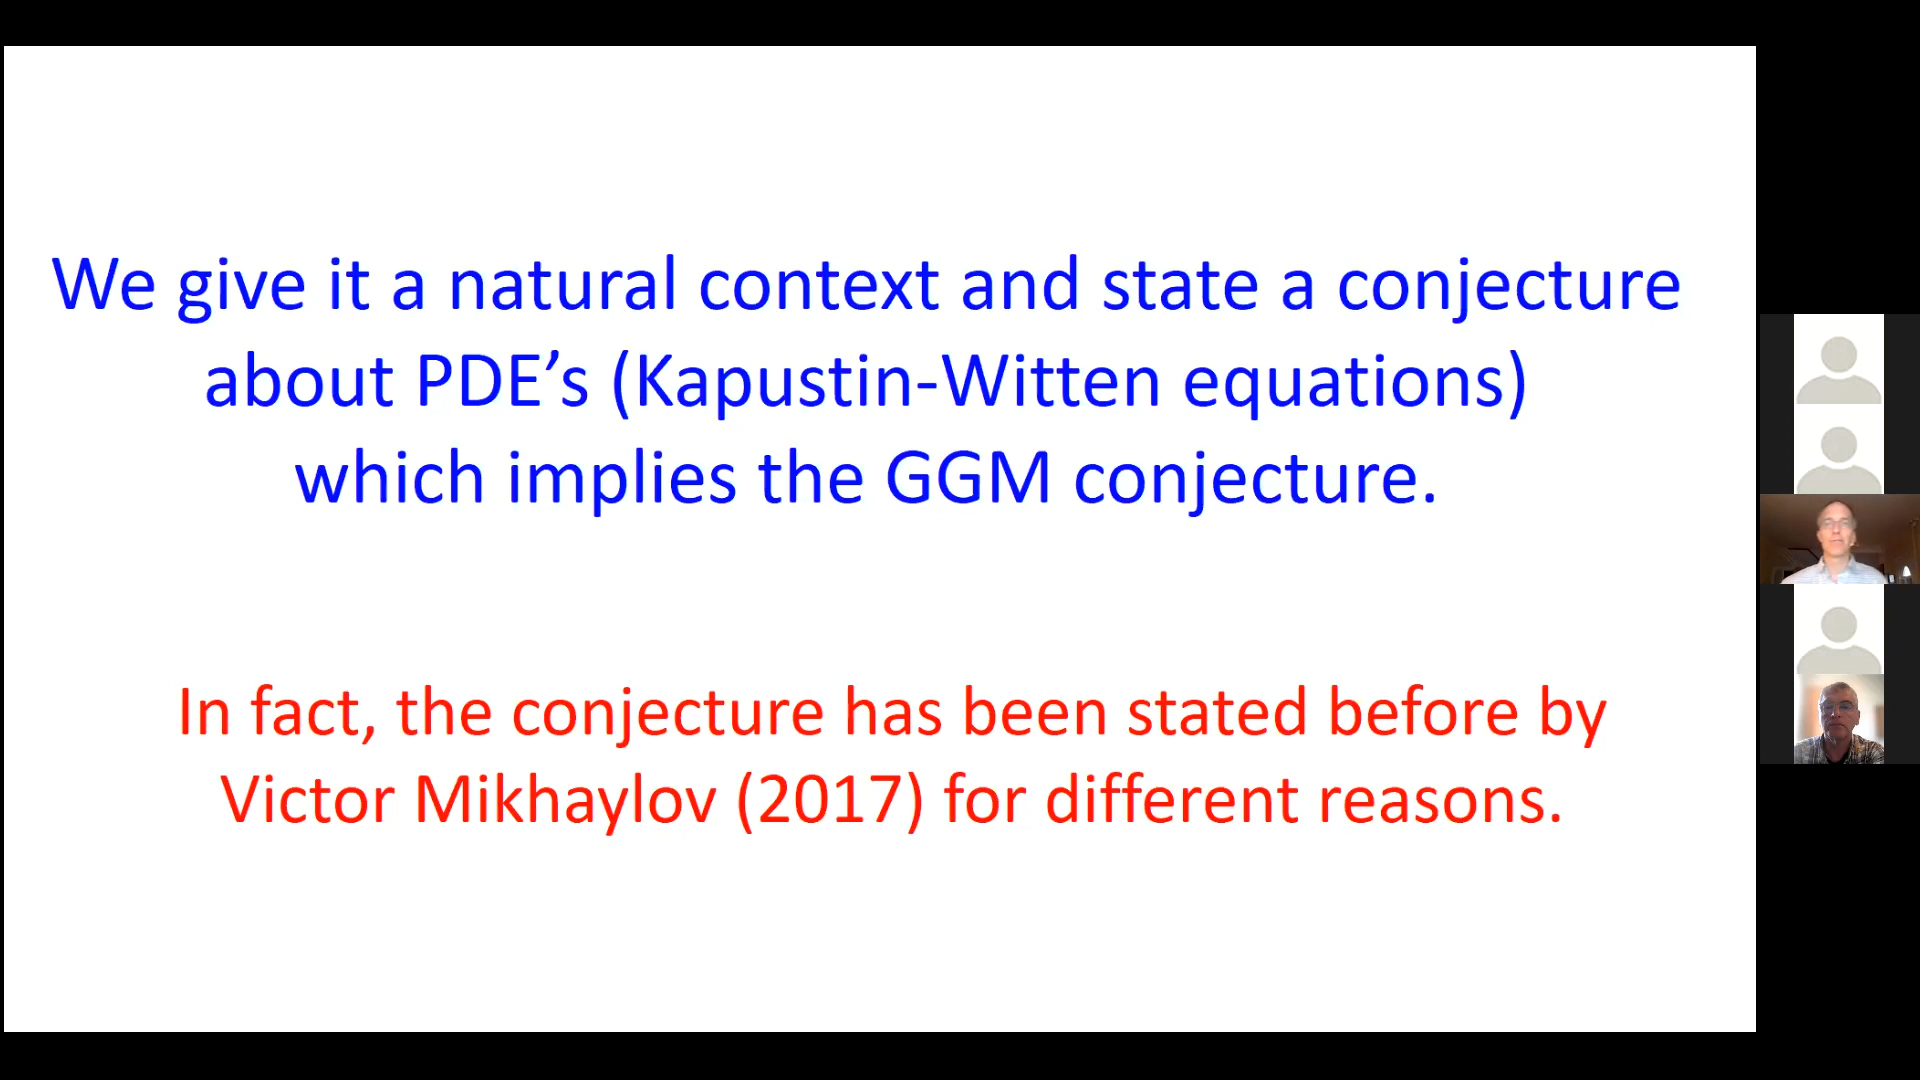 We give it a natural context and state a conjecture
about PDE’s (Kapustin-Witten equations)
which implies the GGM conjecture.
In fact, the conjecture has been stated before by
Victor Mikhaylov (2017) for different reasons.